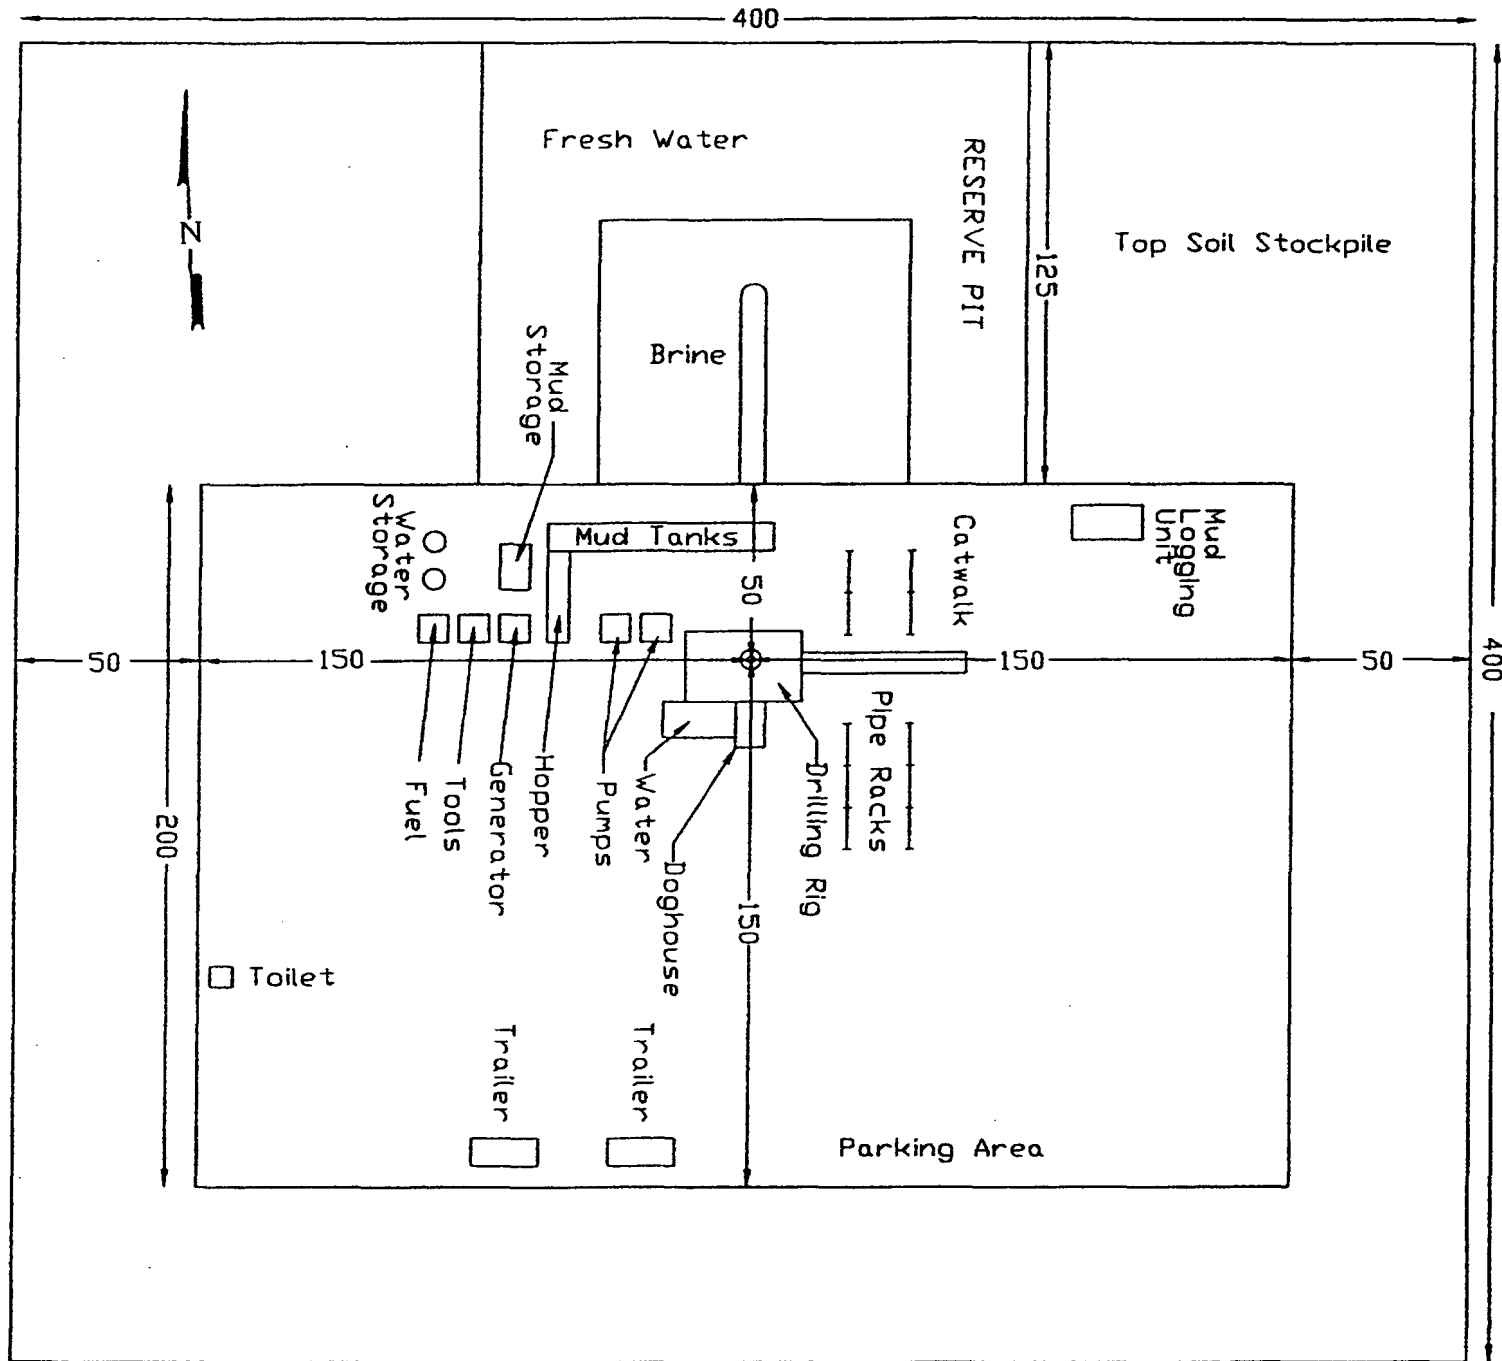 400
Fresh Water
RESERVE PIT
Top Soil Stockpile
N
125
Brine
Mud
Storage
Water
Storage
Mud Tanks
50
Catwalk
Mud
Logging
Unit
50
150
150
50
400
Pipe Racks
Fuel
Tools
Generator
Hopper
Pumps
Water
Doghouse
Drilling Rig
200
150
Toilet
Trailer
Trailer
Parking Area